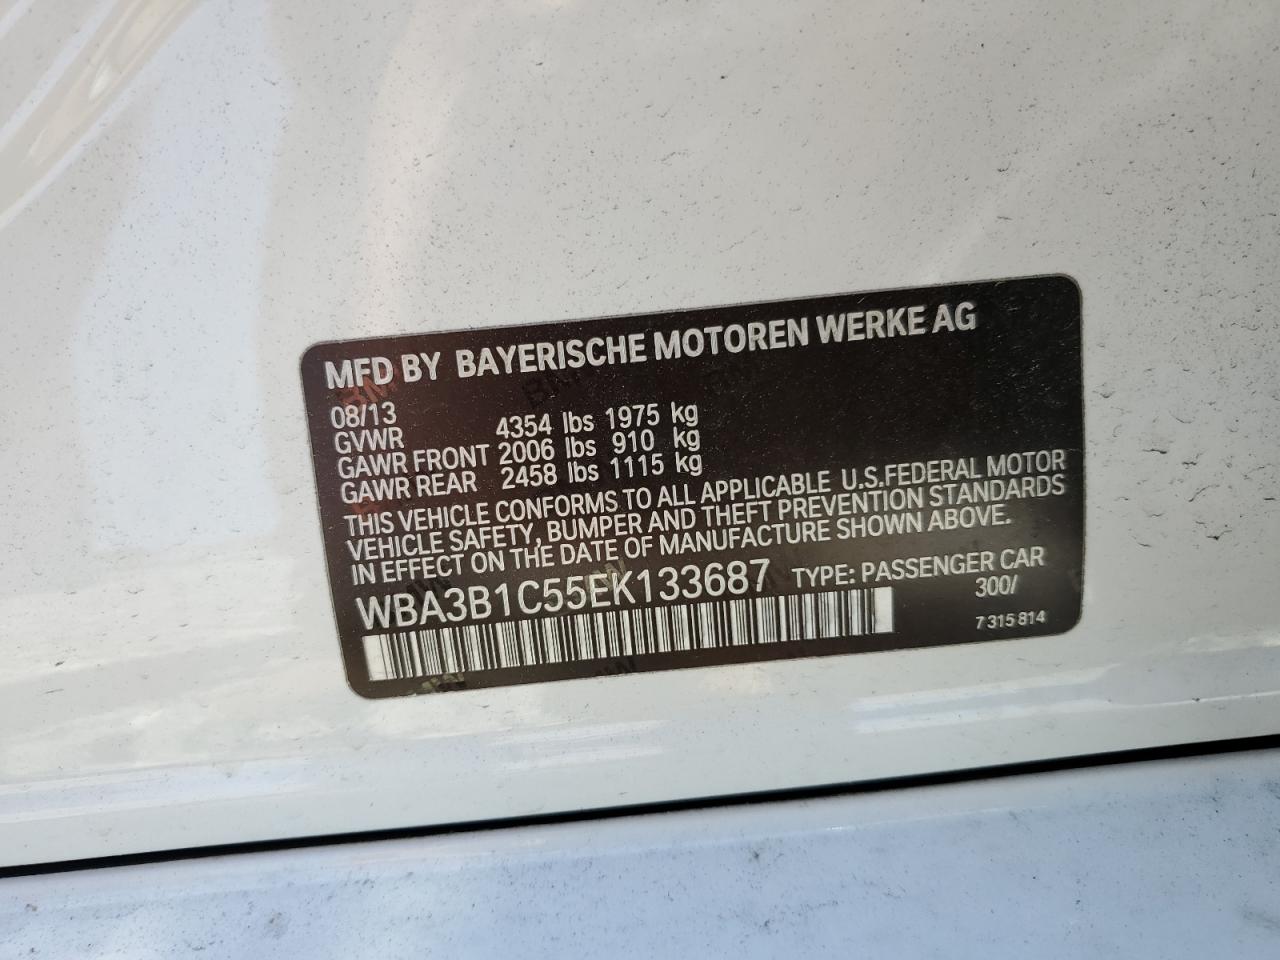 MFD BY BAYERISCHE MOTOREN WERKE AG
08/13
GVWR 4354 lbs 1975 kg
GAWR FRONT 2006 lbs 910 kg
GAWR REAR 2458 lbs 1115 kg
THIS VEHICLE CONFORMS TO ALL APPLICABLE U.S.FEDERAL MOTOR
VEHICLE SAFETY, BUMPER AND THEFT PREVENTION STANDARDS
IN EFFECT ON THE DATE OF MANUFACTURE SHOWN ABOVE.
WBA3B1C55EK133687 TYPE: PASSENGER CAR
300/
7 315 814